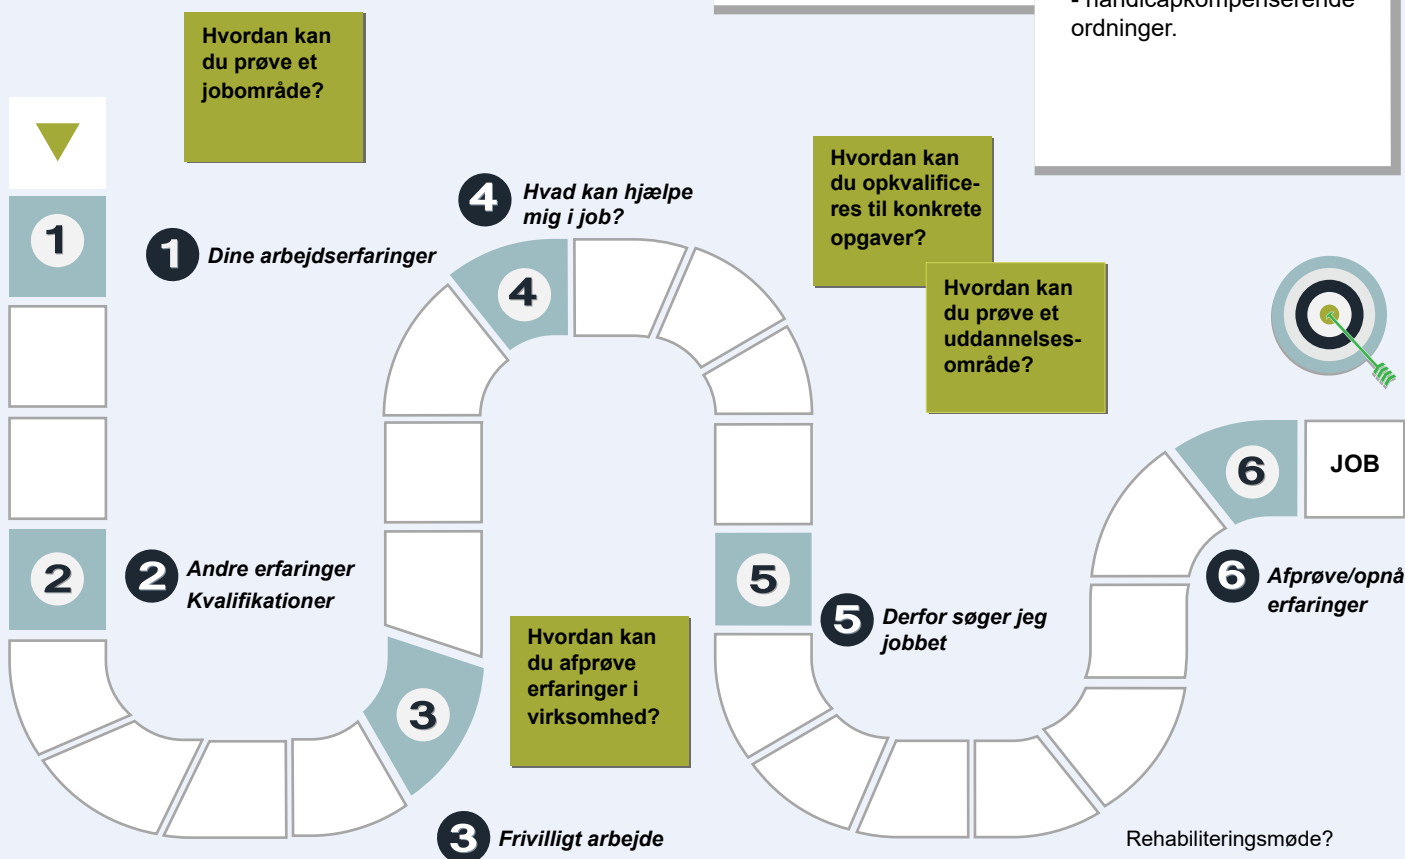 - handicapkompenserende
ordninger.
Hvordan kan
du prøve et
jobområde?
1
1 Dine arbejdserfaringer
4 Hvad kan hjælpe
mig i job?
4
Hvordan kan
du opkvalifice-
res til konkrete
opgaver?
Hvordan kan
du prøve et
uddannelses-
område?
6
JOB
2
2 Andre erfaringer
Kvalifikationer
5
5 Derfor søger jeg
jobbet
6 Afprøve/opnå
erfaringer
Hvordan kan
du afprøve
erfaringer i
virksomhed?
3
3 Frivilligt arbejde
Rehabiliteringsmøde?